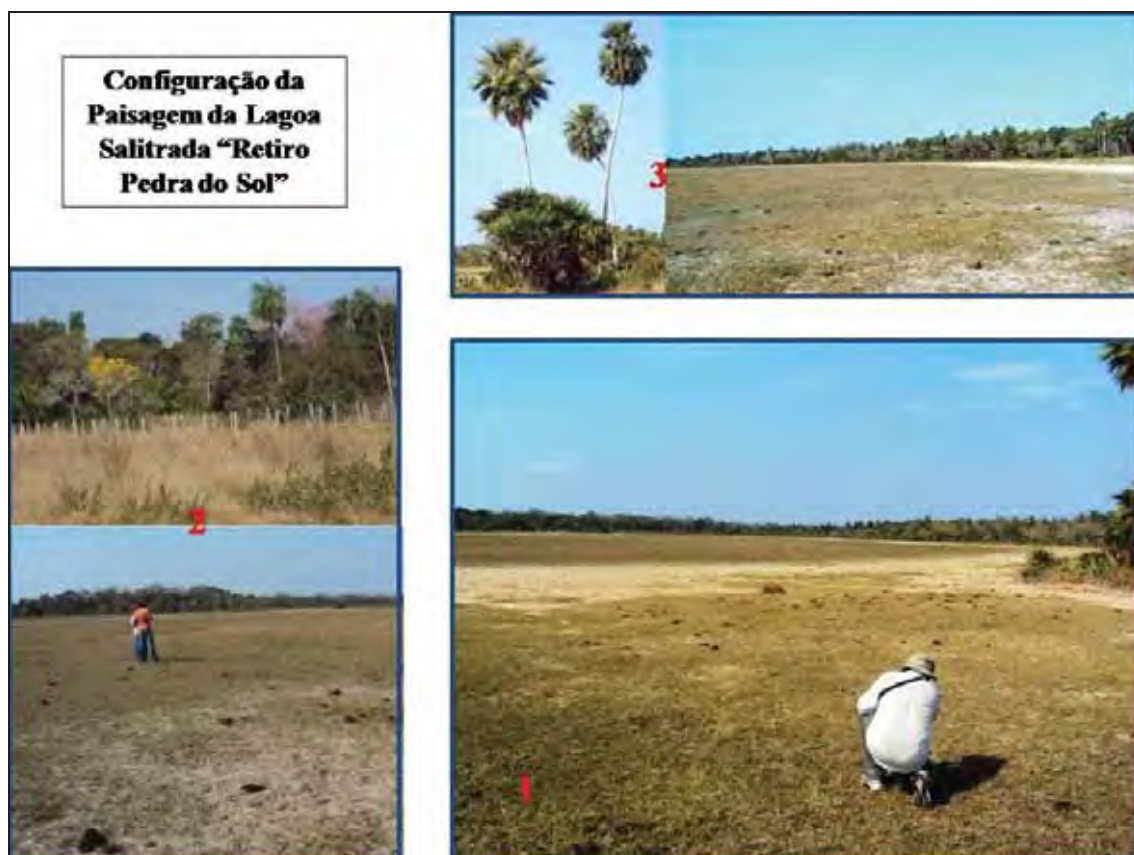 Configuração da
Paisagem da Lagoa
Salitrada “Retiro
Pedra do Sol”
3
2
1